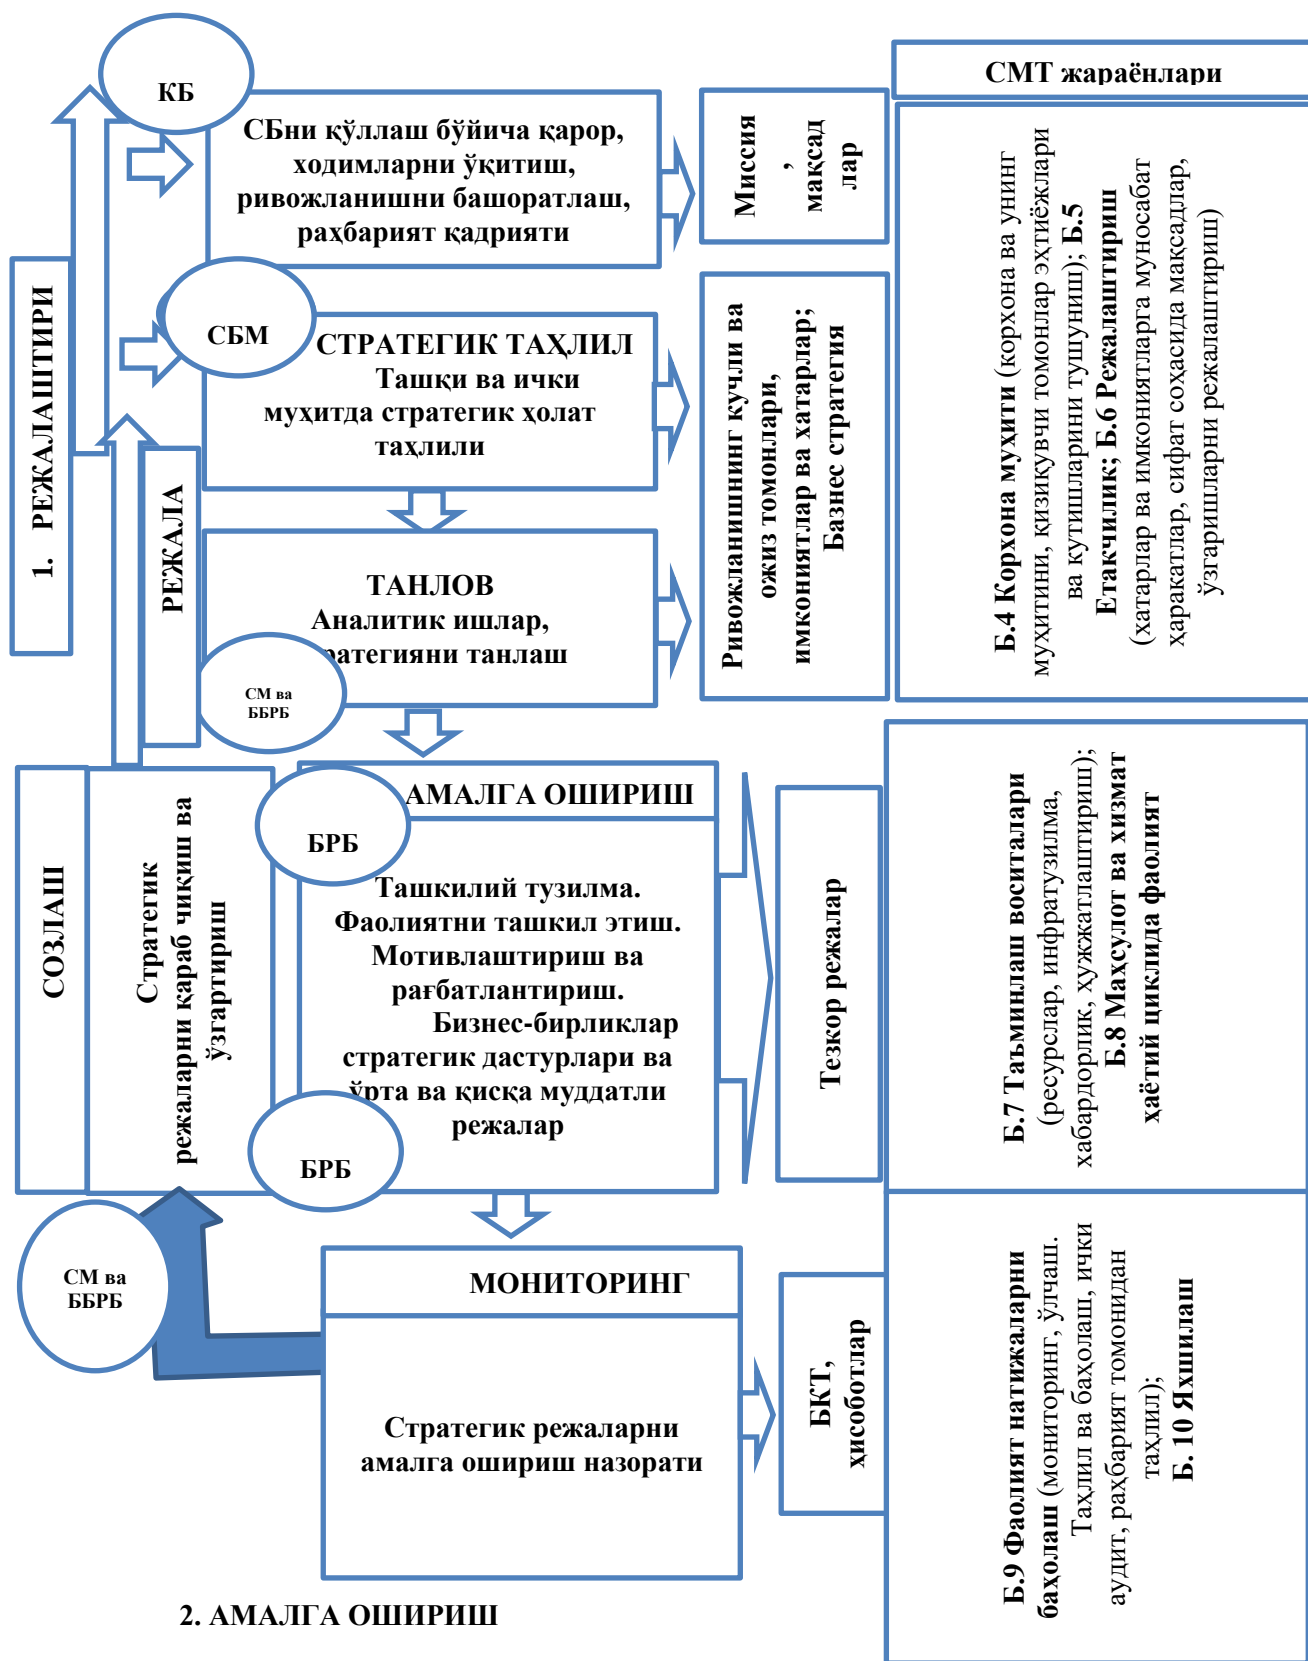 КБ
СБни қўллаш бўйича қарор,
ходимларни ўқитиш,
ривожланишни башоратлаш,
раҳбарият қадрияти
Миссия
,
мақсад
лар
СМТ жараёнлари
1. РЕЖАЛАШТИРИ
СБМ
СТРАТЕГИК ТАҲЛИЛ
Ташқи ва ички
муҳитда стратегик ҳолат
таҳлили
Ривожланишнинг кучли ва
ожиз томонлари,
имкониятлар ва хатарлар;
Базнес стратегия
Б.4 Корхона муҳити (корхона ва унинг
муҳитини, қизиқувчи томонлар эҳтиёжлари
ва кутишларини тушуниш); Б.5
Етакчилик; Б.6 Режалаштириш
(хатарлар ва имкониятларга муносабат
ҳаракатлар, сифат соҳасида мақсадлар,
ўзгаришларни режалаштириш)
РЕЖАЛА
ТАНЛОВ
Аналитик ишлар,
ратегияни танлаш
СМ ва
ББРБ
СОЗЛАШ
Стратегик
режаларни қараб чиқиш ва
ўзгартириш
БРБ
АМАЛГА ОШИРИШ
Ташкилий тузилма.
Фаолиятни ташкил этиш.
Мотивлаштириш ва
рағбатлантириш.
Бизнес-бирликлар
стратегик дастурлари ва
ўрта ва қисқа муддатли
режалар
БРБ
Тезкор режалар
Б.7 Таъминлаш воситалари
(ресурслар, инфратузилма,
хабардорлик, ҳужжатлаштириш);
Б.8 Маҳсулот ва хизмат
ҳаётий циклида фаолият
СМ ва
ББРБ
МОНИТОРИНГ
Стратегик режаларни
амалга ошириш назорати
БКТ,
ҳисоботлар
Б.9 Фаолият натижаларни
баҳолаш (мониторинг, ўлчаш.
Таҳлил ва баҳолаш, ички
аудит, раҳбарият томонидан
таҳлил);
Б. 10 Яхшилаш
2. АМАЛГА ОШИРИШ